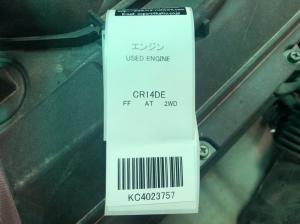 エンジン
USED ENGINE
CR14DE
FF AT 2WD
KC4023757